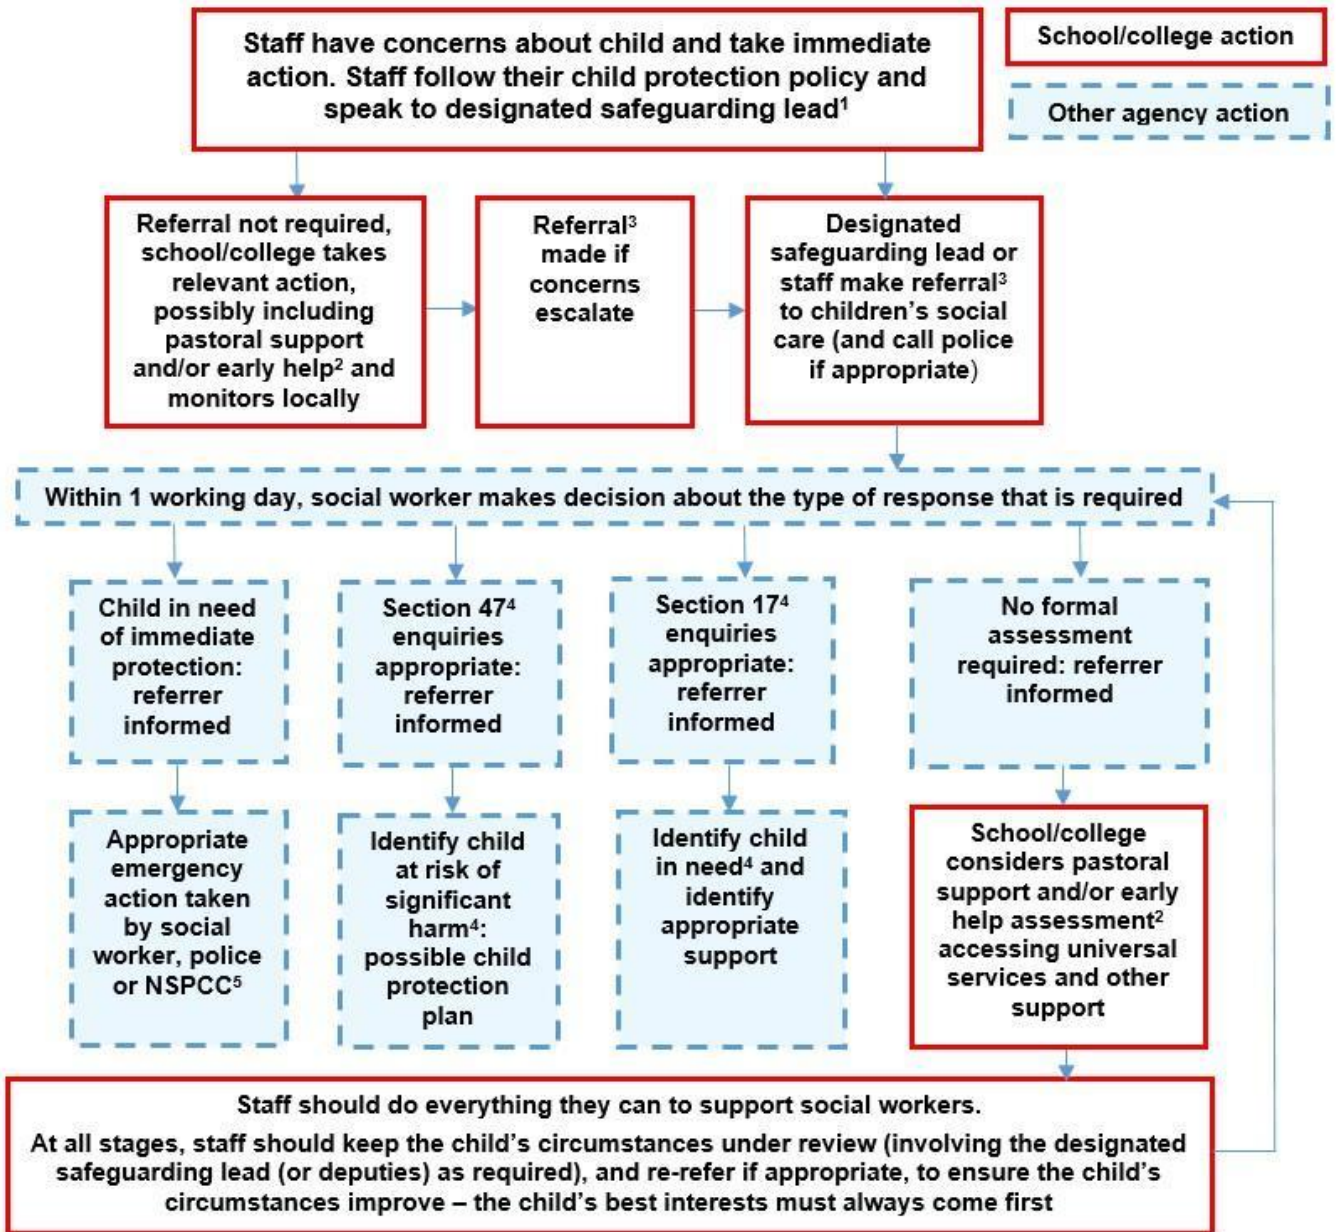 Staff have concerns about child and take immediate
action. Staff follow their child protection policy and
speak to designated safeguarding lead¹
School/college action
Other agency action
Referral not required,
school/college takes
relevant action,
possibly including
pastoral support
and/or early help² and
monitors locally
Referral³
made if
concerns
escalate
Designated
safeguarding lead or
staff make referral³
to children’s social
care (and call police
if appropriate)
Within 1 working day, social worker makes decision about the type of response that is required
Child in need
of immediate
protection:
referrer
informed
Section 47⁴
enquiries
appropriate:
referrer
informed
Section 17⁴
enquiries
appropriate:
referrer
informed
No formal
assessment
required: referrer
informed
Appropriate
emergency
action taken
by social
worker, police
or NSPCC⁵
Identify child
at risk of
significant
harm⁴:
possible child
protection
plan
Identify child
in need⁴ and
identify
appropriate
support
School/college
considers pastoral
support and/or early
help assessment²
accessing universal
services and other
support
Staff should do everything they can to support social workers.
At all stages, staff should keep the child’s circumstances under review (involving the designated
safeguarding lead (or deputies) as required), and re-refer if appropriate, to ensure the child’s
circumstances improve – the child’s best interests must always come first